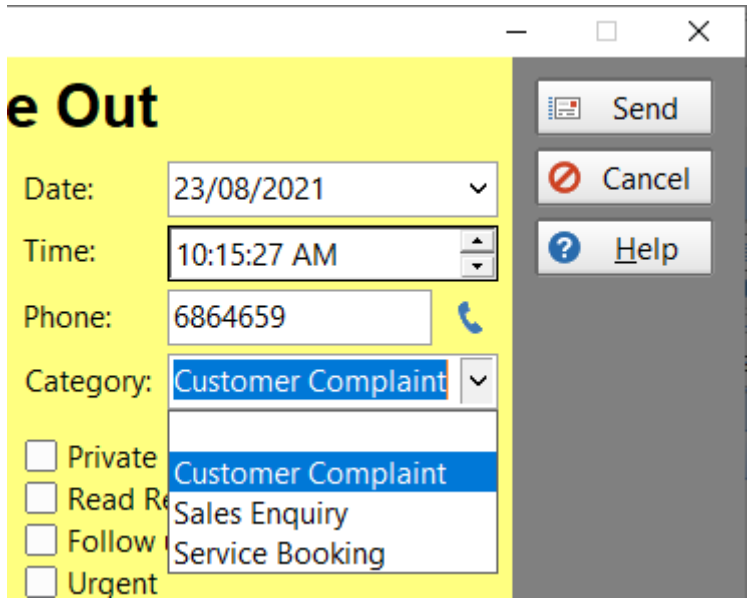 e Out
Send
Date: 23/08/2021
Cancel
Time: 10:15:27 AM
Help
Phone: 6864659
Category: Customer Complaint
Private
Customer Complaint
Read Re
Sales Enquiry
Follow
Service Booking
Urgent